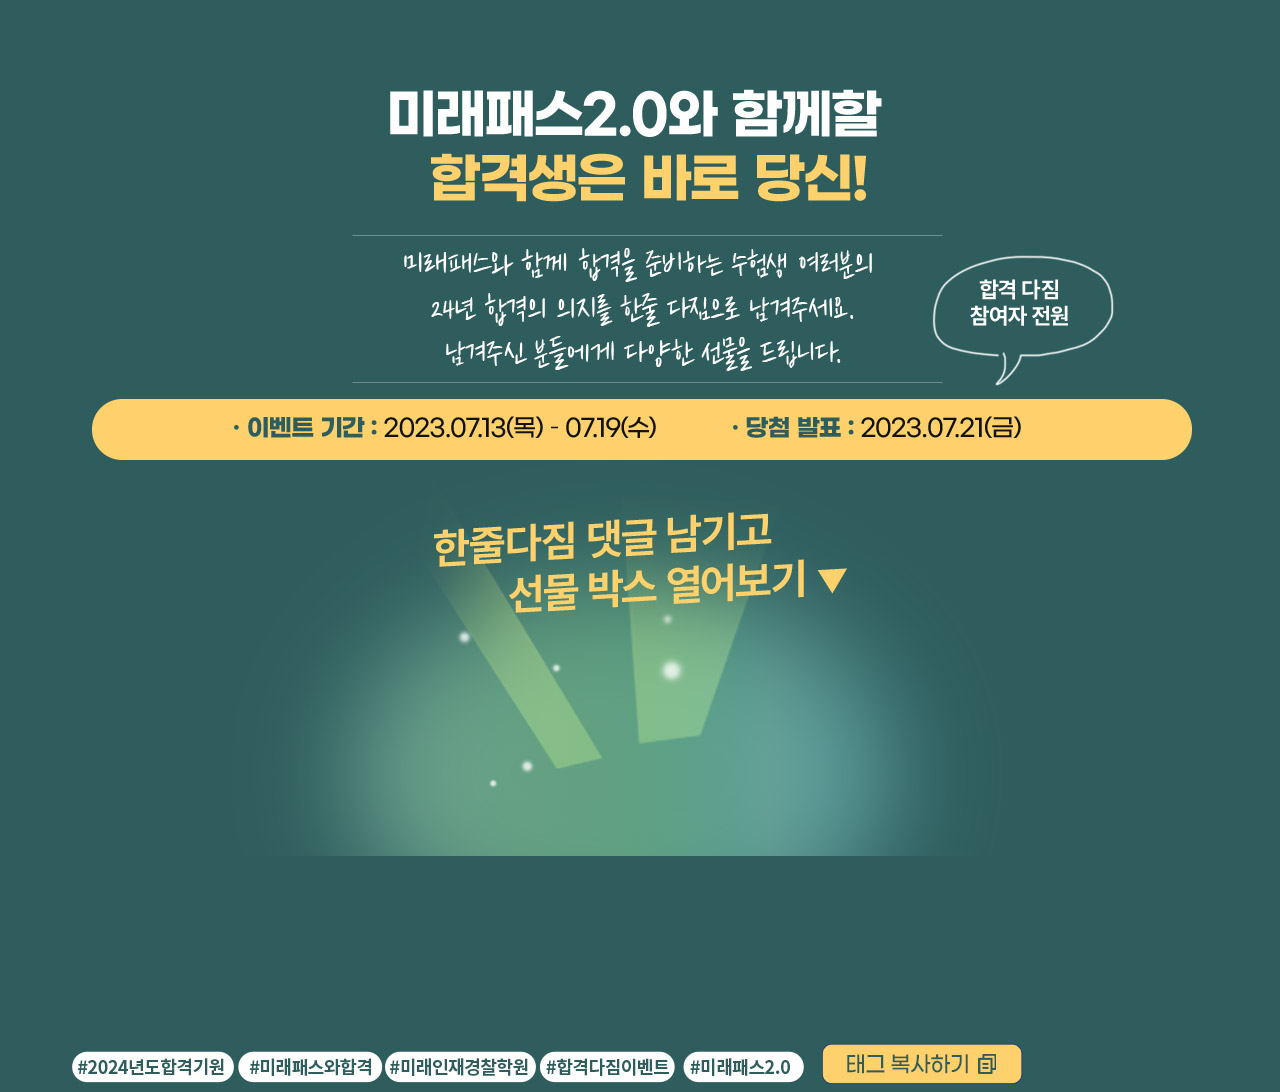 미래패스2.0와 함께할
합격생은 바로 당신!
미래패스와 함께 합격을 준비하는 수험생 여러분의
24년 합격의 의지를 한줄 다짐으로 남겨주세요.
남겨주신 분들에게 다양한 선물을 드립니다.
합격 다짐
참여자 전원
· 이벤트 기간 : 2023.07.13(목) - 07.19(수) · 당첨 발표 : 2023.07.21(금)
한줄다짐 댓글 남기고
선물 박스 열어보기 ▼
#2024년도합격기원 #미래패스와합격 #미래인재경찰학원 #합격다짐이벤트 #미래패스2.0 태그 복사하기